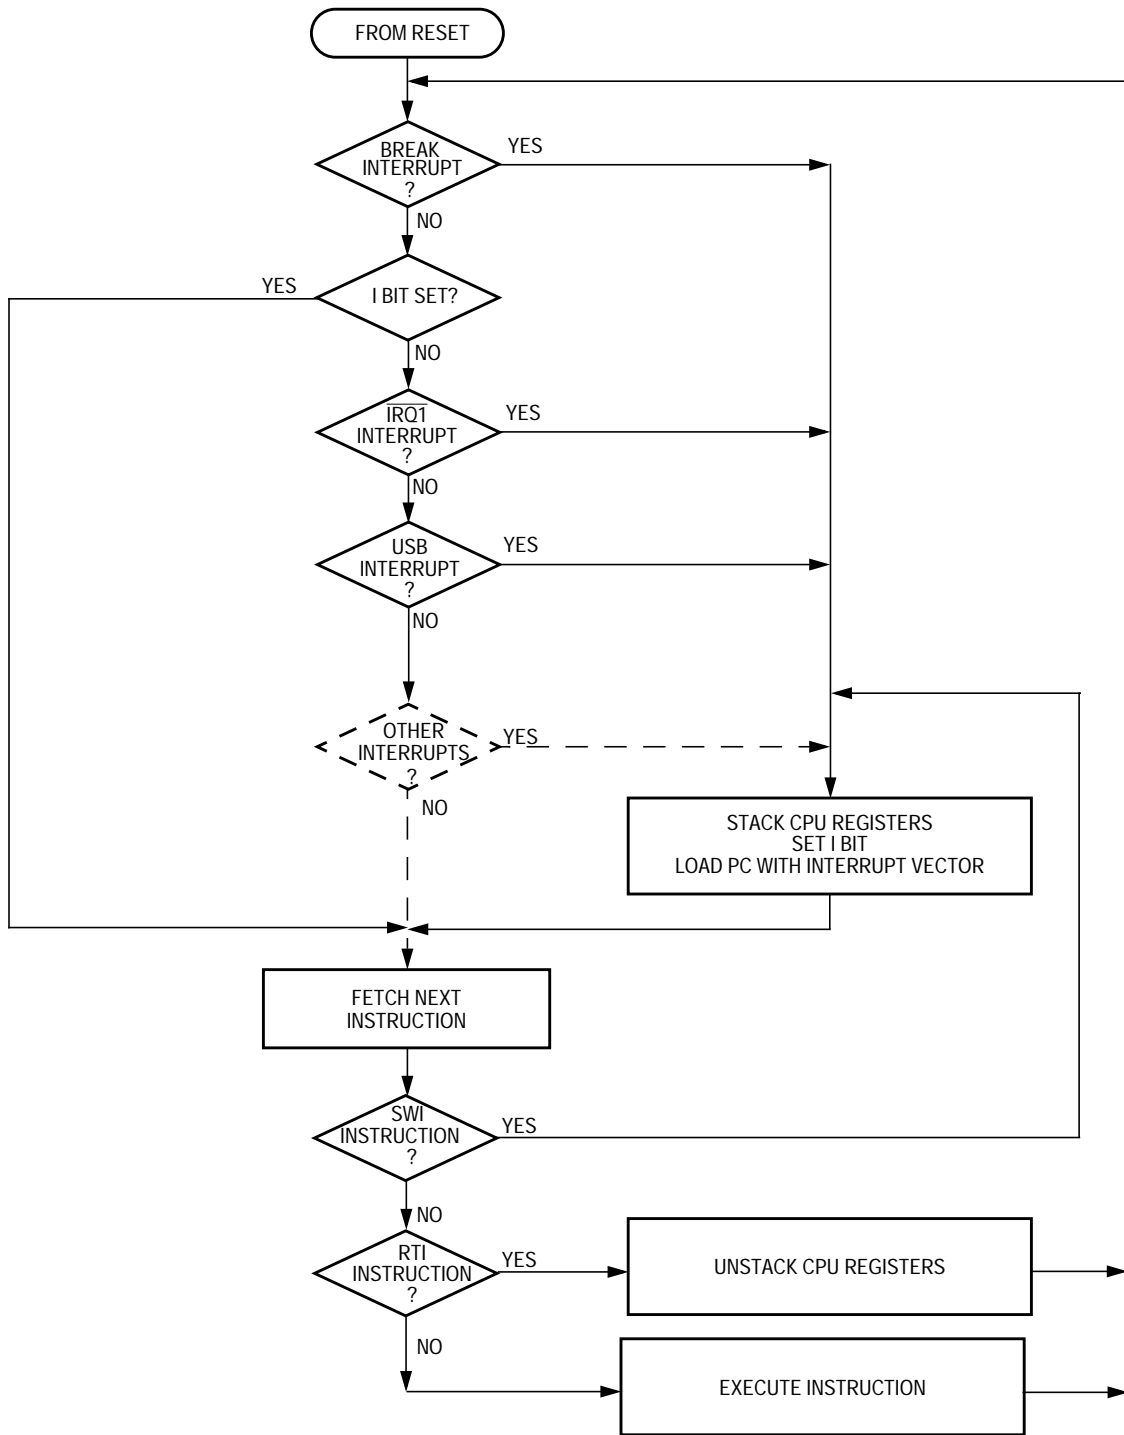 FROM RESET
BREAK
INTERRUPT
?
YES
NO
I BIT SET?
YES
NO
IRQ1
INTERRUPT
?
YES
NO
USB
INTERRUPT
?
YES
NO
OTHER
INTERRUPTS
?
YES
NO
STACK CPU REGISTERS
SET I BIT
LOAD PC WITH INTERRUPT VECTOR
FETCH NEXT
INSTRUCTION
SWI
INSTRUCTION
?
YES
NO
RTI
INSTRUCTION
?
YES
UNSTACK CPU REGISTERS
NO
EXECUTE INSTRUCTION